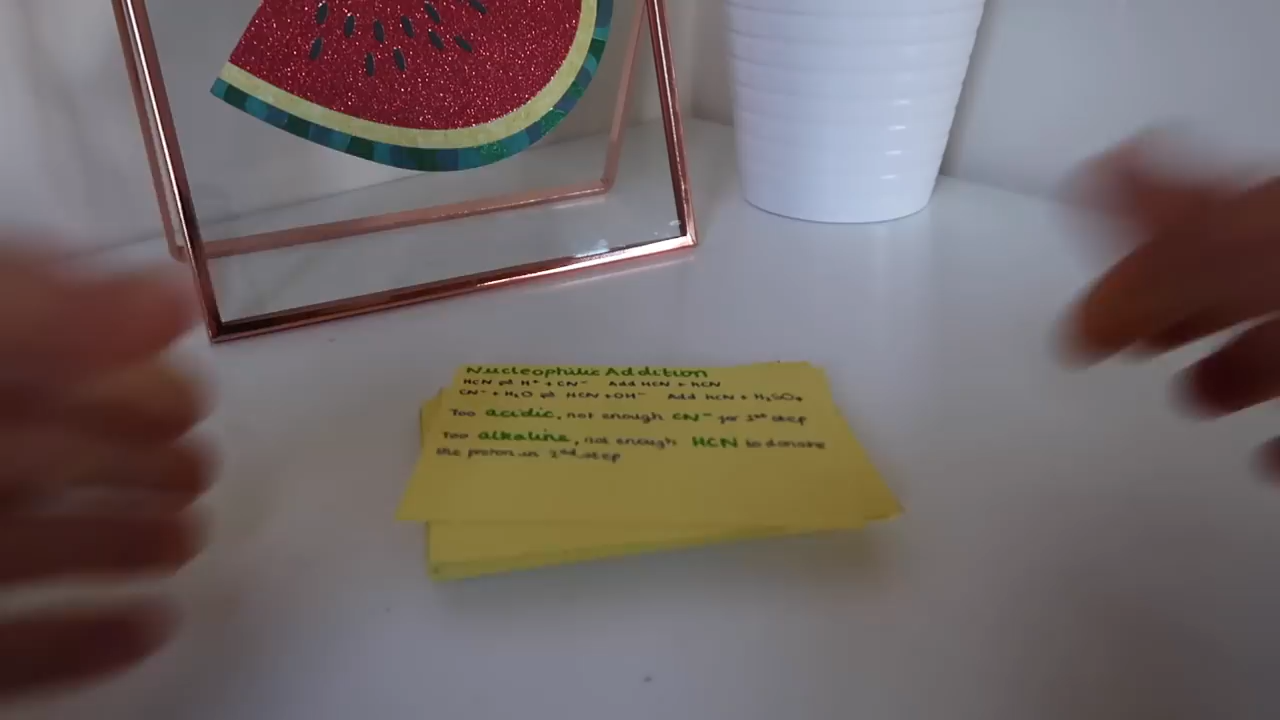 Nucleophilic Addition
HCN ⇌ H⁺ + CN⁻ Add HCN + KCN
CN⁻ + H₂O ⇌ HCN + OH⁻ Add KCN + H₂SO₄
Too acidic, not enough CN⁻ for 1st step
Too alkaline, not enough HCN to donate
the proton in 2nd step